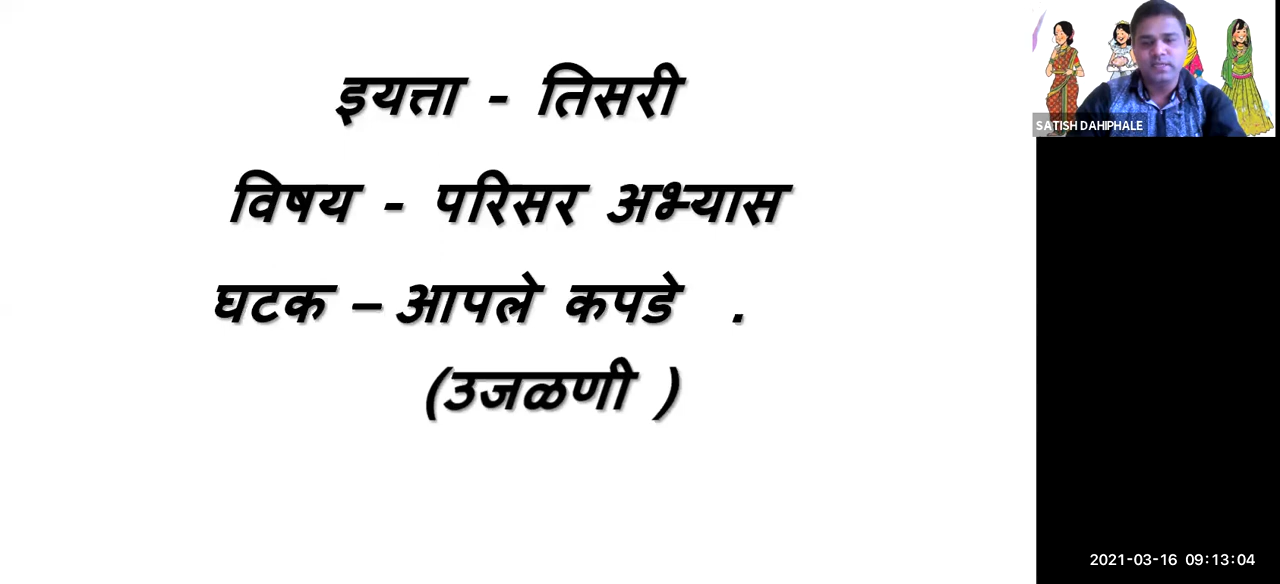 इयत्ता - तिसरी
विषय - परिसर अभ्यास
घटक – आपले कपडे .
(उजळणी )
SATISH DAHIPHALE
2021-03-16 09:13:04